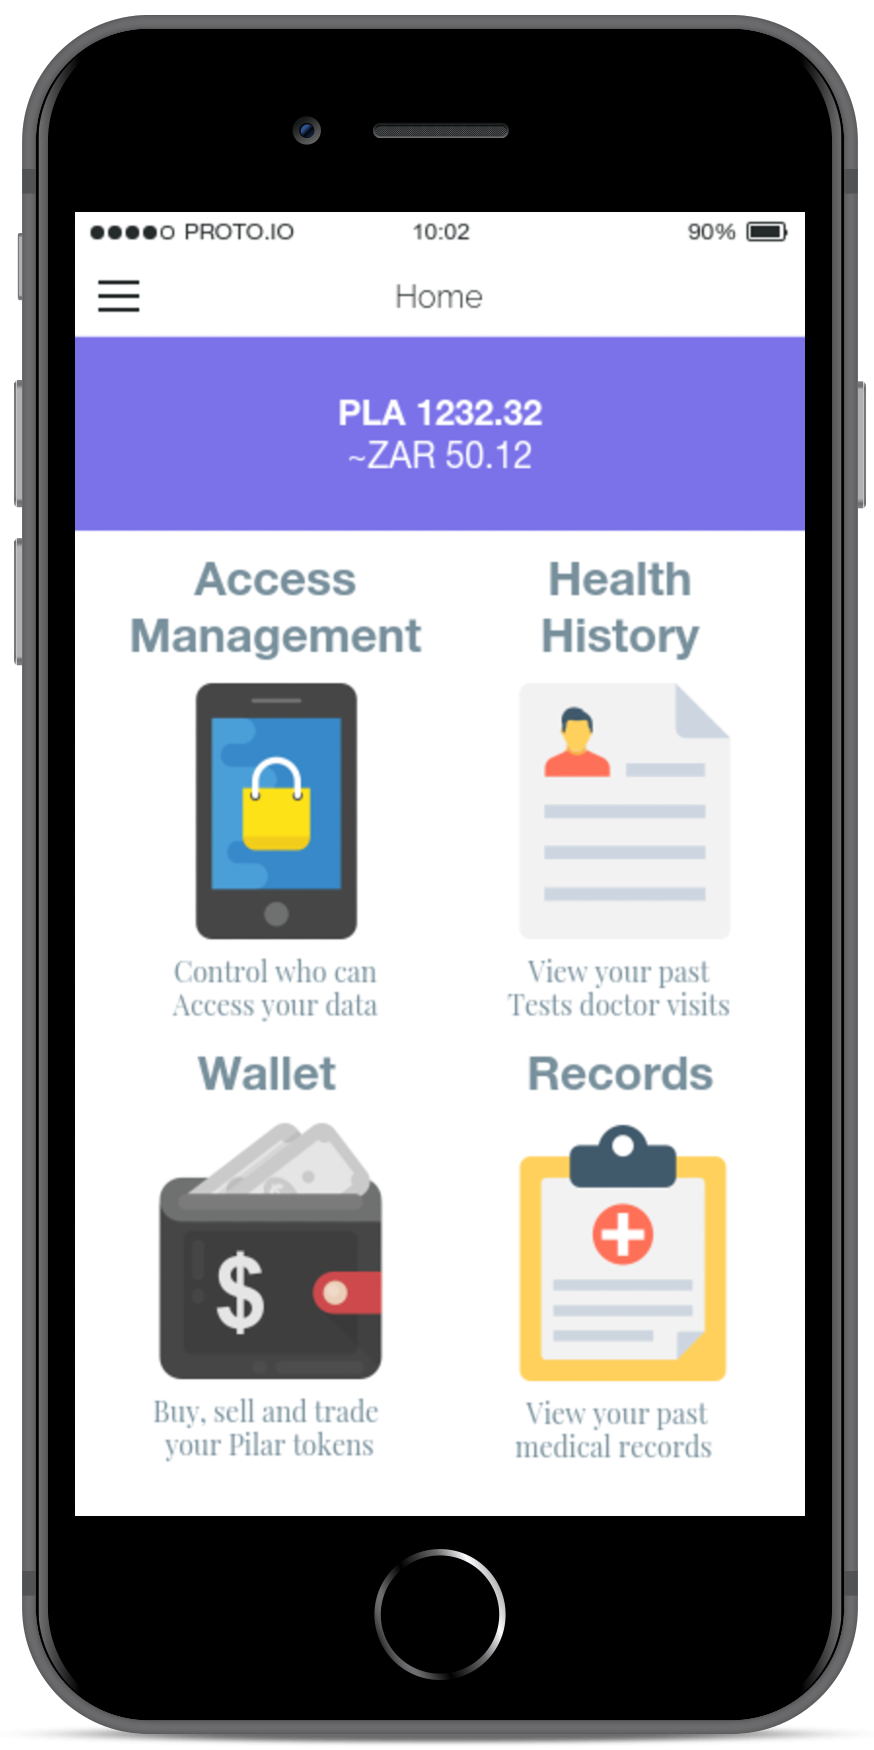 PROTO.IO 10:02 90%
Home
PLA 1232.32
~ZAR 50.12
Access
Management
Health
History
$
Control who can
Access your data
View your past
Tests doctor visits
Wallet
Records
$
Buy, sell and trade
your Pilar tokens
View your past
medical records